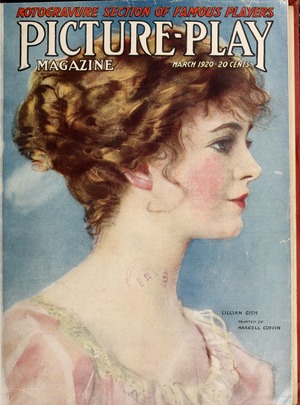 ROTOGRAVURE SECTION OF FAMOUS PLAYERS
PICTURE-PLAY
MAGAZINE
MARCH 1920 · 20 CENTS
LILLIAN GISH
PAINTED BY
HASKELL COFFIN